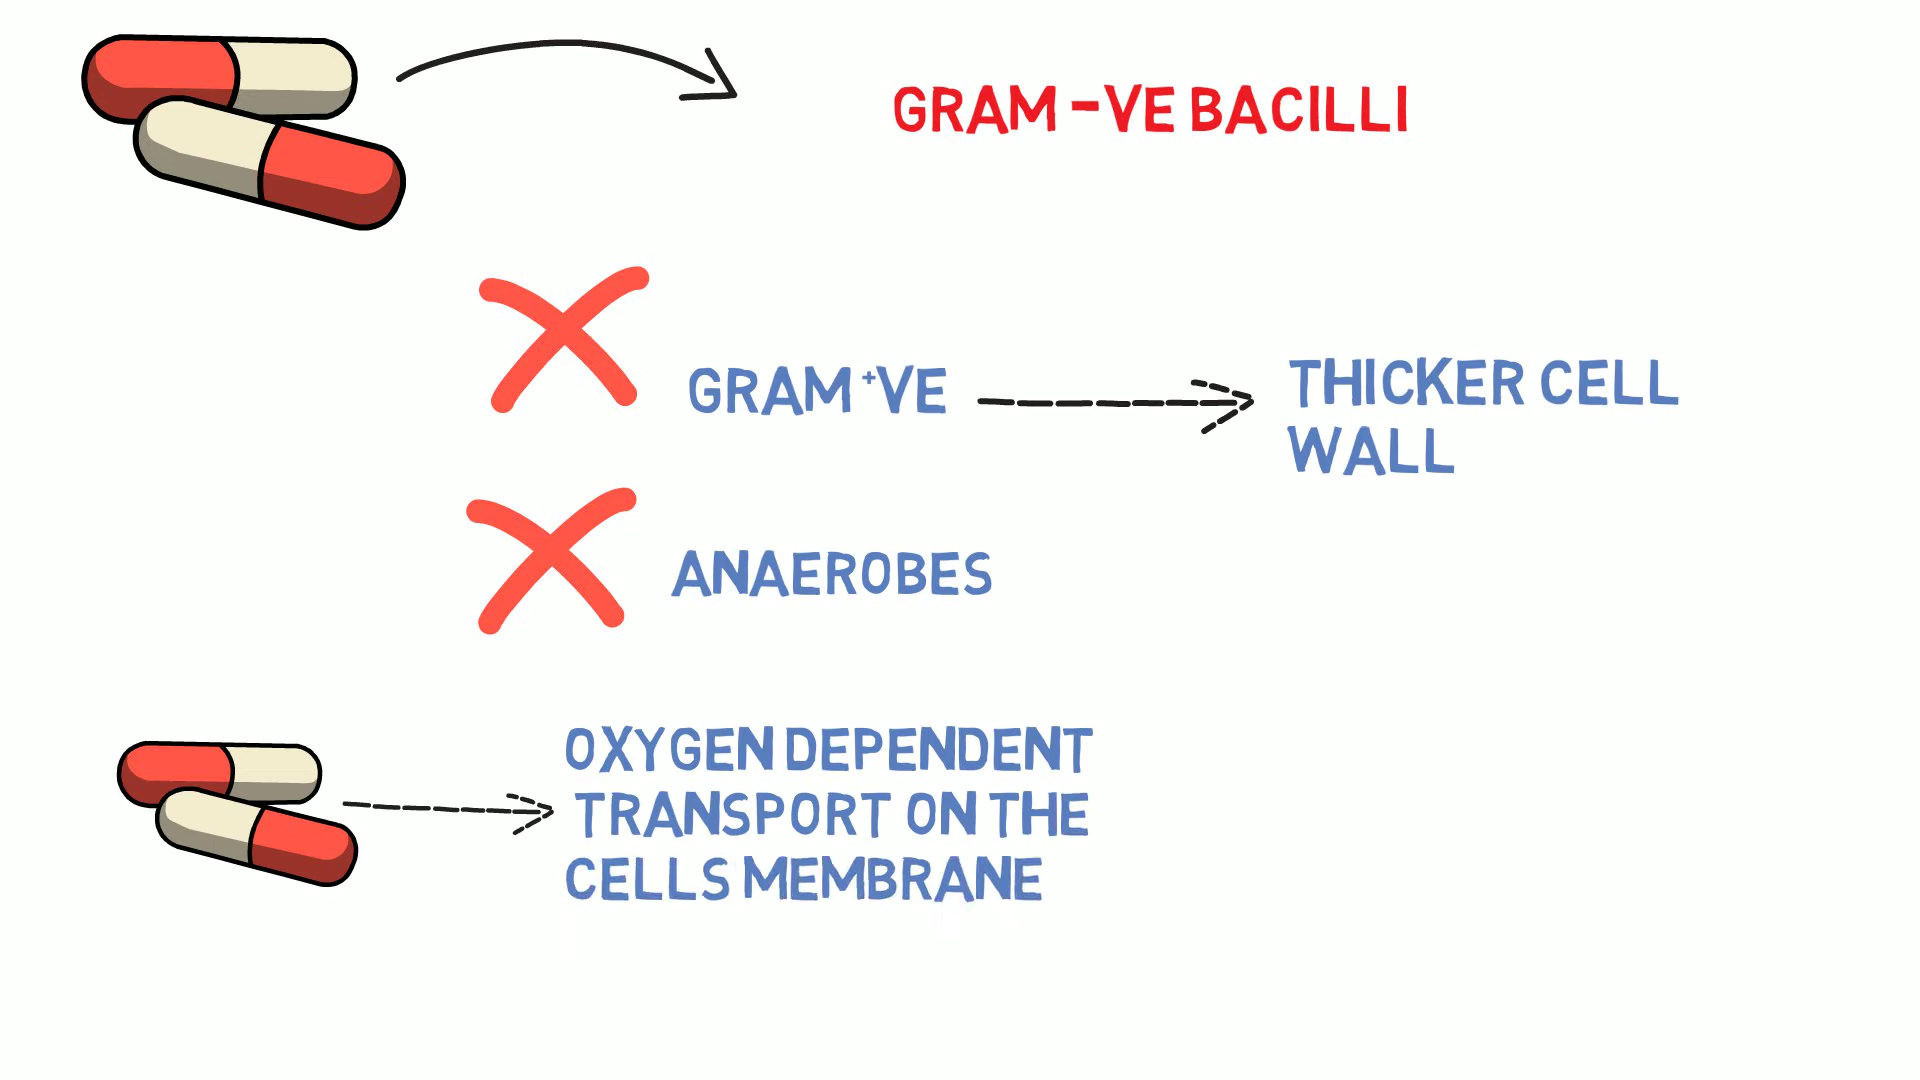 GRAM -VE BACILLI
GRAM +VE
THICKER CELL
WALL
ANAEROBES
OXYGEN DEPENDENT
TRANSPORT ON THE
CELLS MEMBRANE